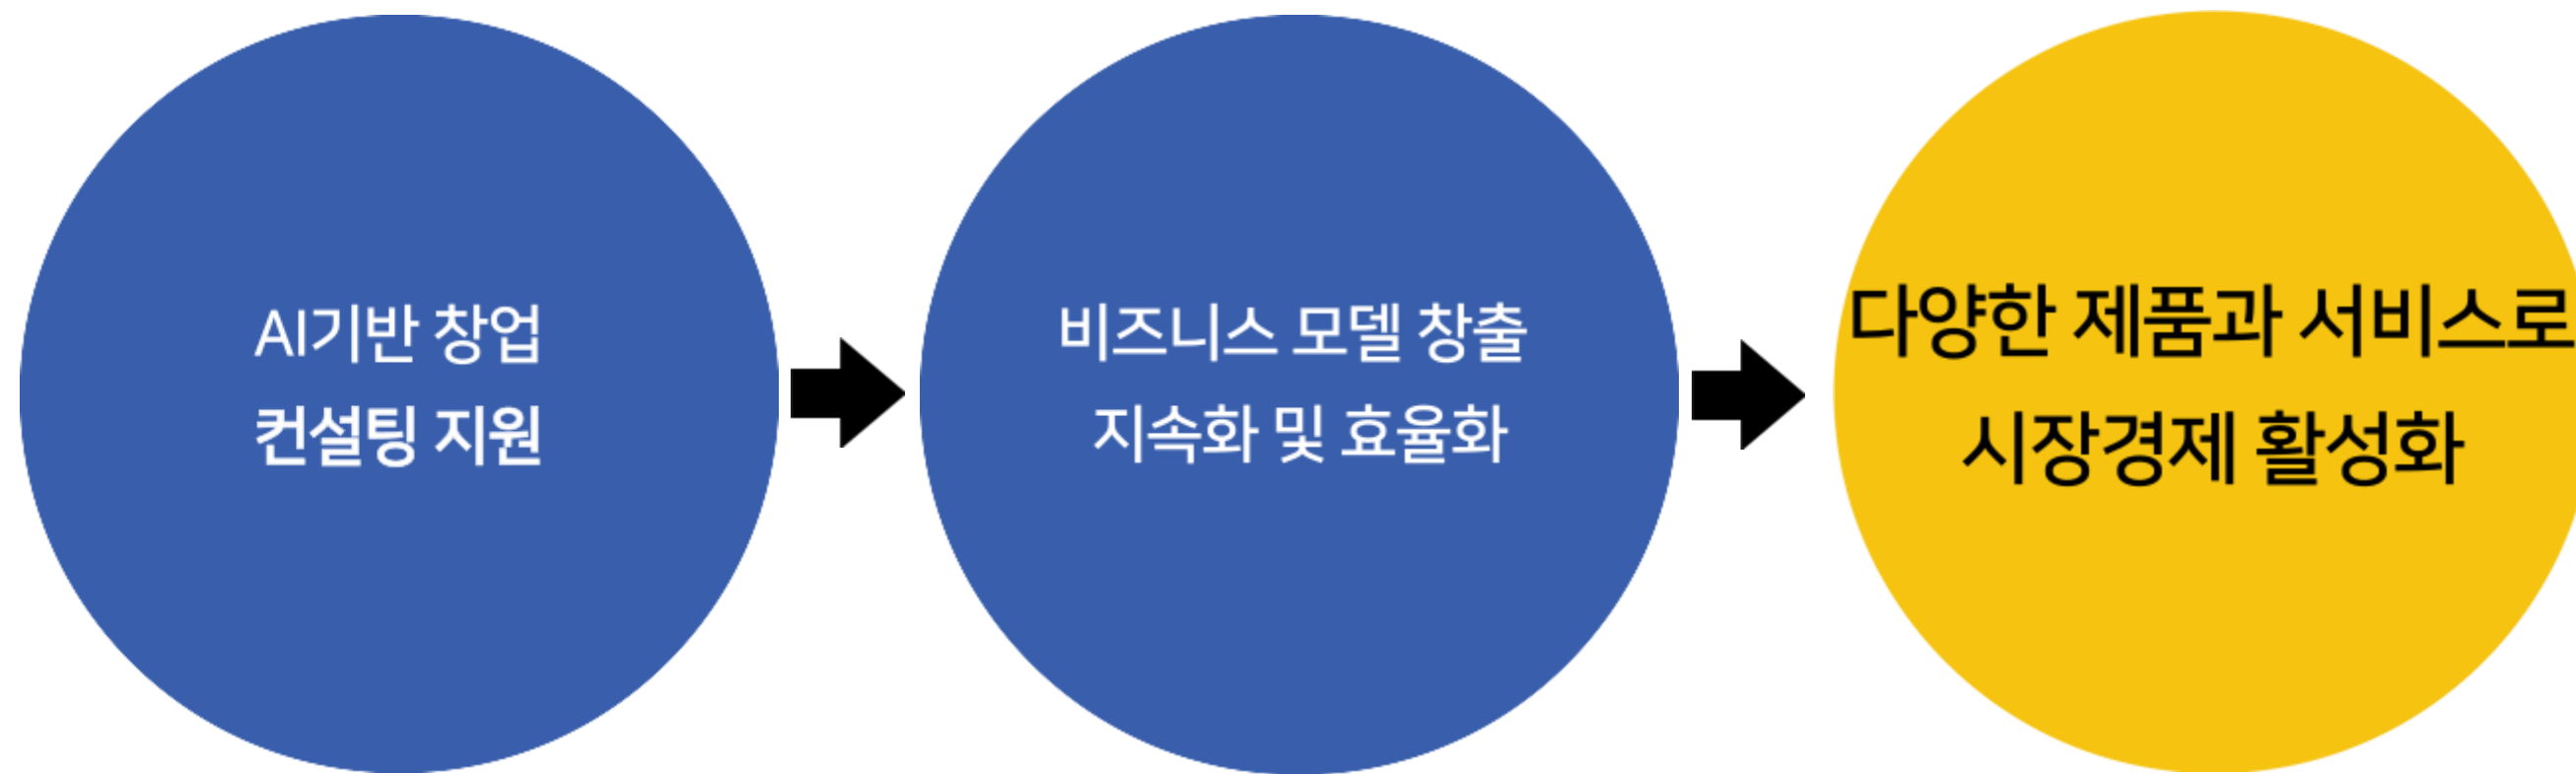 AI기반 창업
컨설팅 지원
비즈니스 모델 창출
지속화 및 효율화
다양한 제품과 서비스로
시장경제 활성화